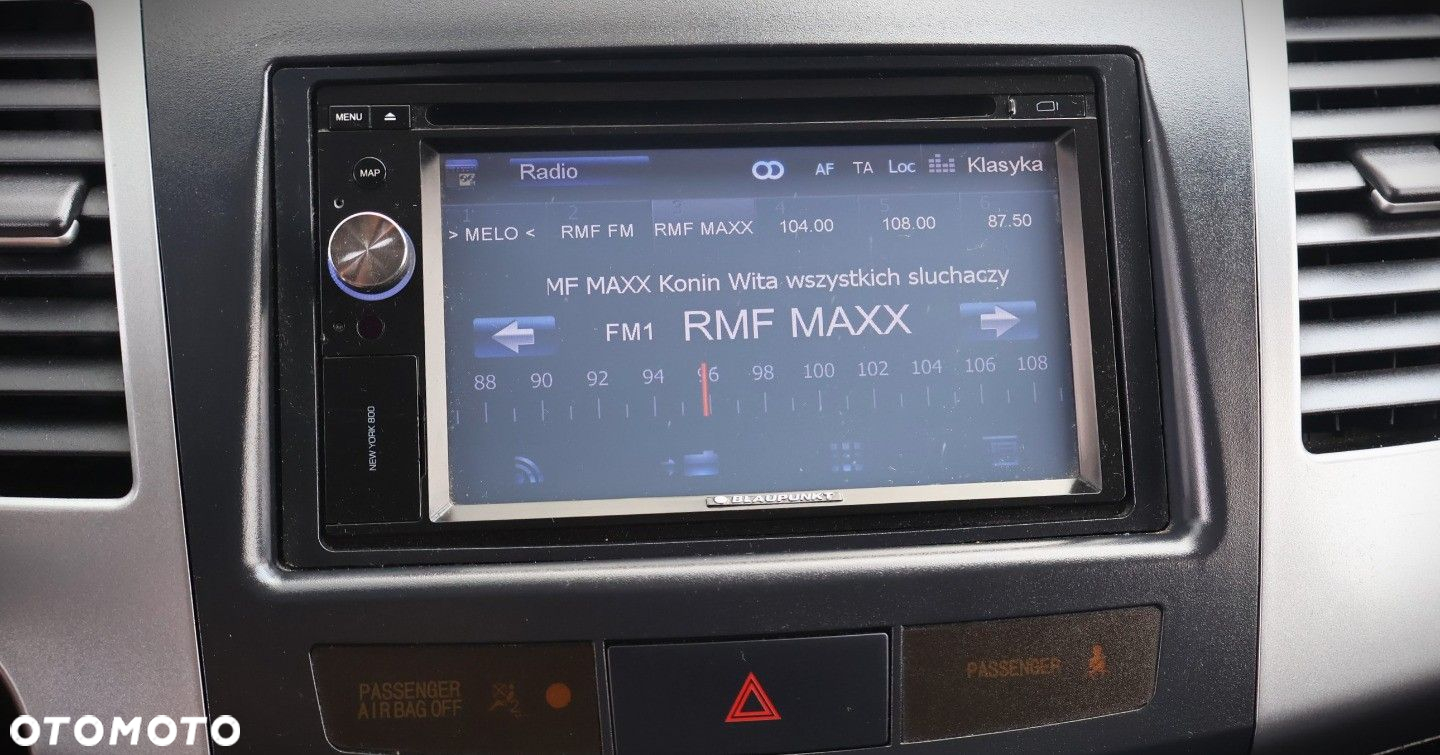 MENU
MAP
Radio AF TA Loc Klasyka
1 2 3 4 5 6
> MELO < RMF FM RMF MAXX 104.00 108.00 87.50
MF MAXX Konin Wita wszystkich sluchaczy
FM1 RMF MAXX
88 90 92 94 96 98 100 102 104 106 108
NEW YORK 800
BLAUPUNKT
PASSENGER
AIRBAG OFF
PASSENGER
OTOMOTO